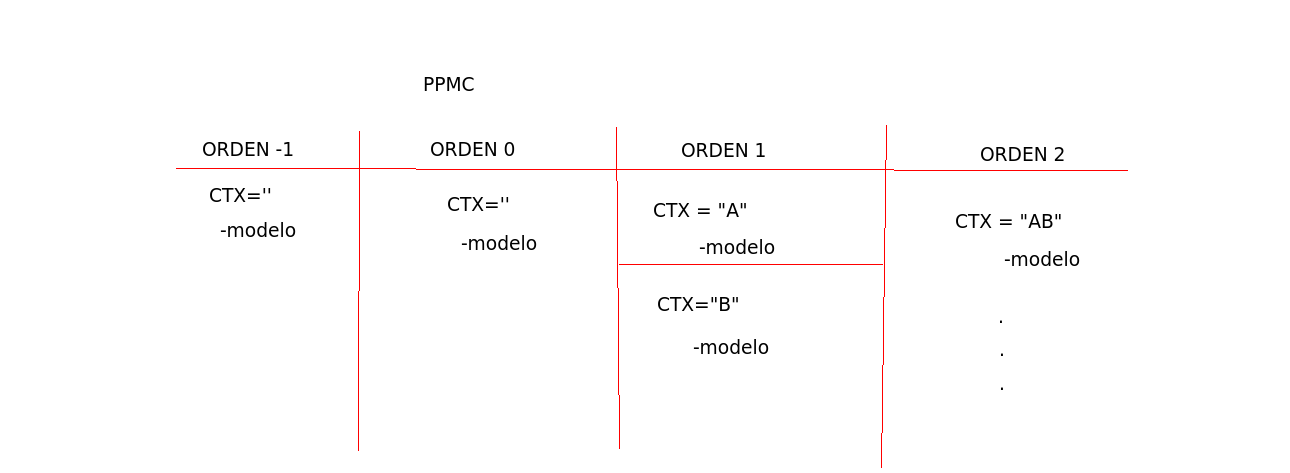 PPMC
ORDEN -1
CTX=''
-modelo
ORDEN 0
CTX=''
-modelo
ORDEN 1
CTX = "A"
-modelo
CTX="B"
-modelo
ORDEN 2
CTX = "AB"
-modelo
.
.
.